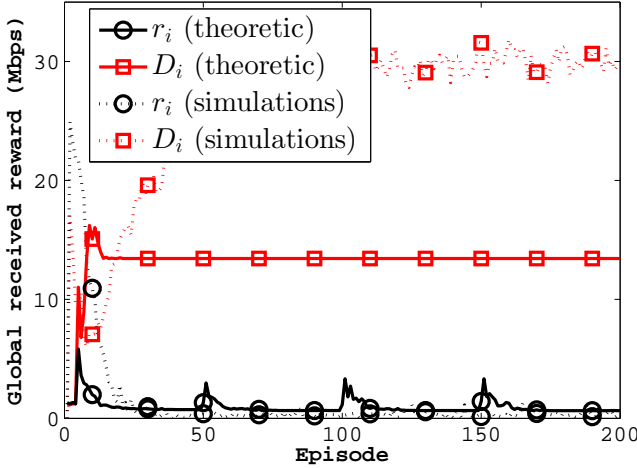 r_i (theoretic)
D_i (theoretic)
r_i (simulations)
D_i (simulations)
Global received reward (Mbps)
30
20
10
0
0
50
100
150
200
Episode